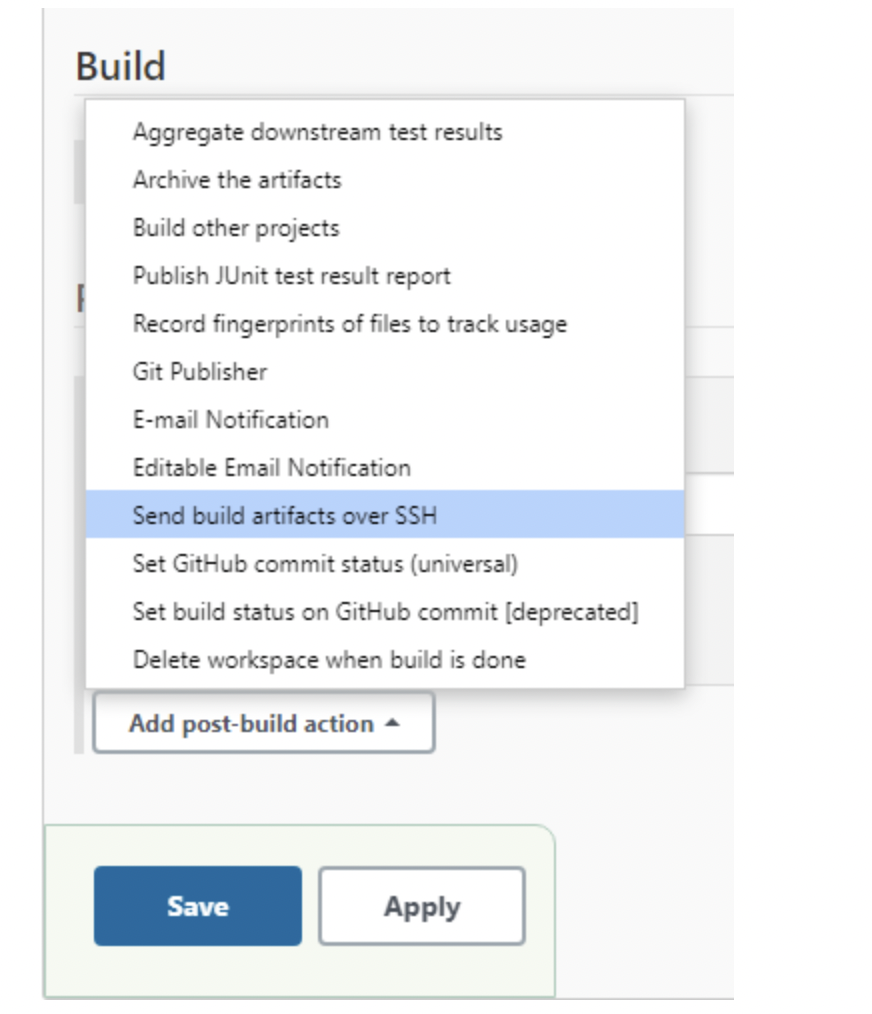 Build
Aggregate downstream test results
Archive the artifacts
Build other projects
Publish JUnit test result report
Record fingerprints of files to track usage
Git Publisher
E-mail Notification
Editable Email Notification
Send build artifacts over SSH
Set GitHub commit status (universal)
Set build status on GitHub commit [deprecated]
Delete workspace when build is done
Add post-build action
Save
Apply